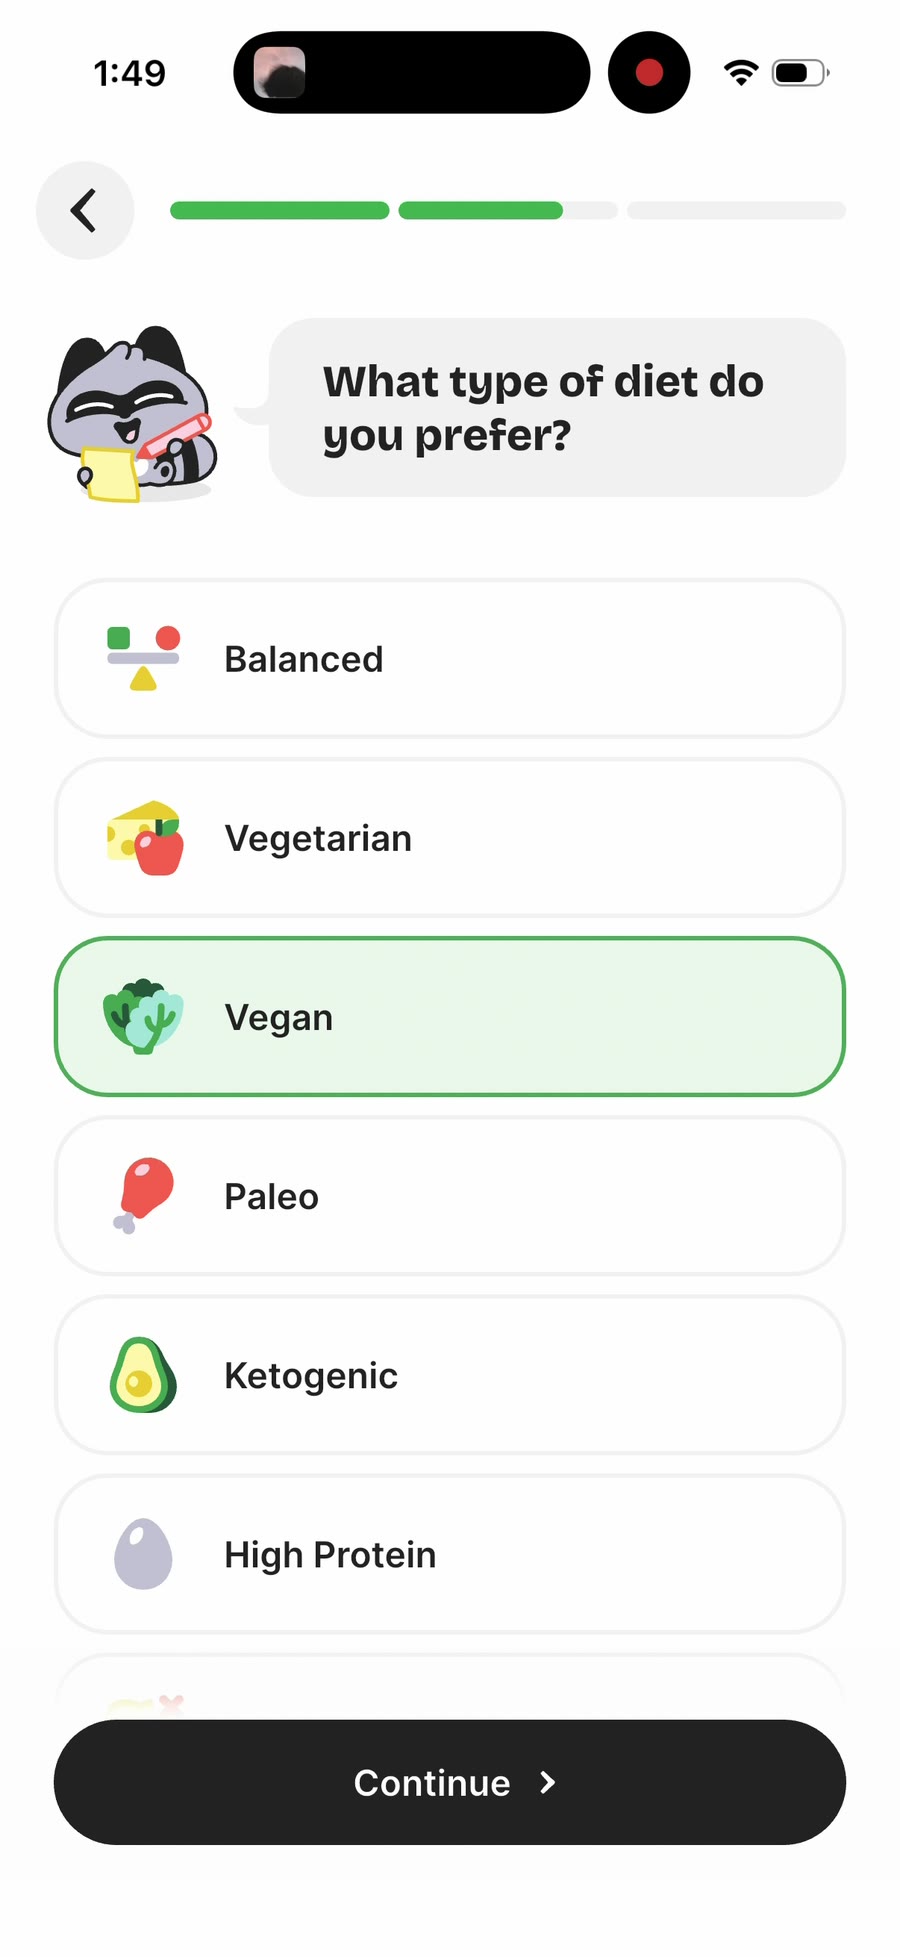 1:49
What type of diet do
you prefer?
Balanced
Vegetarian
Vegan
Paleo
Ketogenic
High Protein
Continue